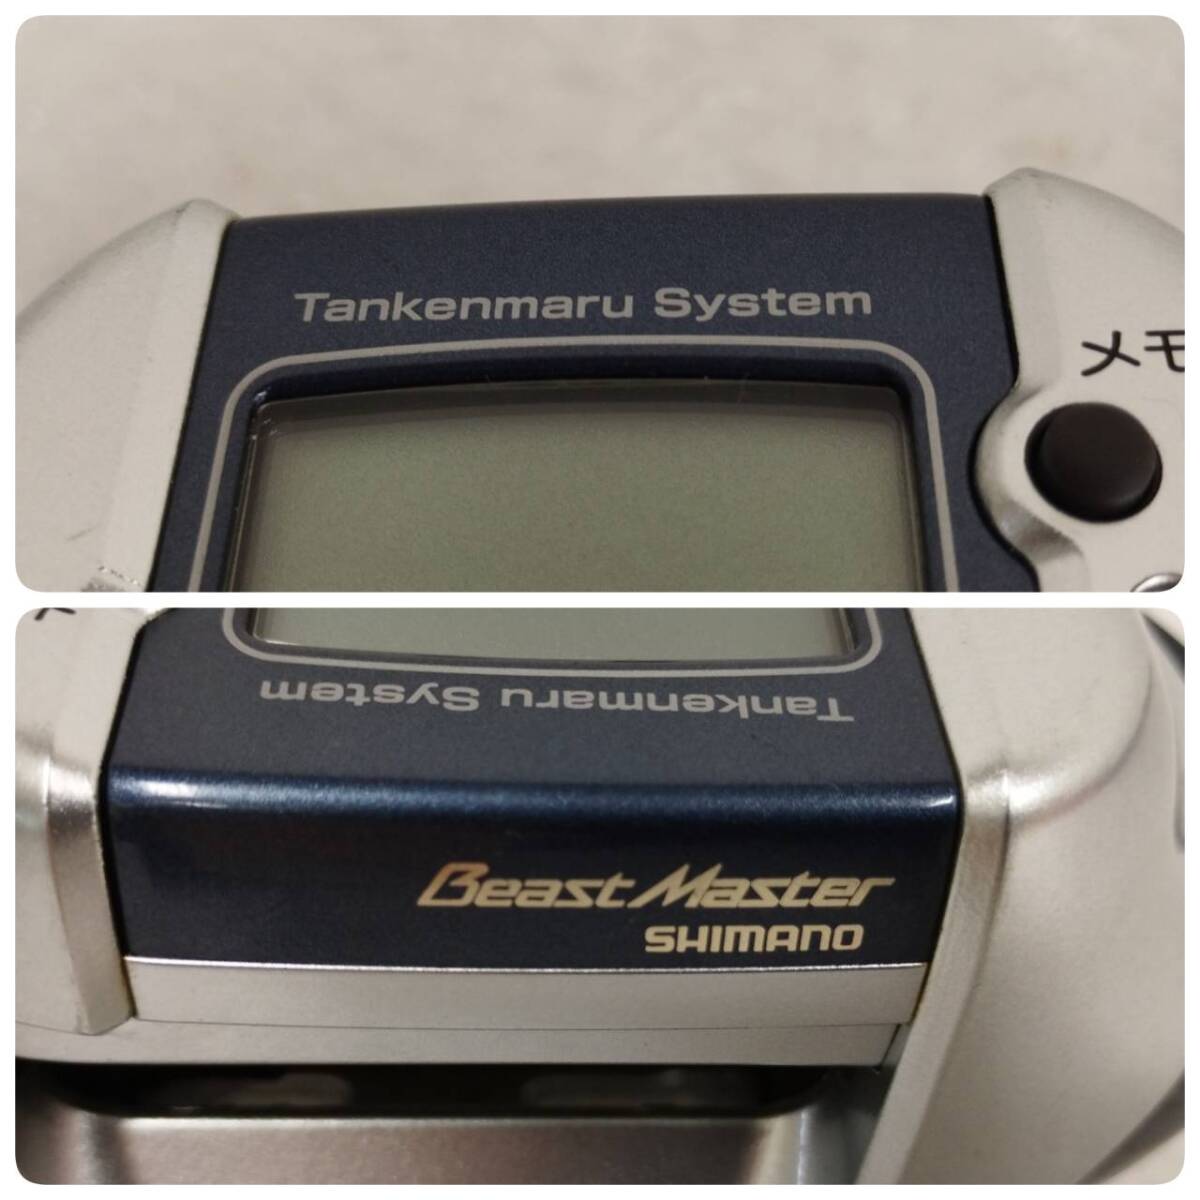 Tankenmaru System
メモ
Tankenmaru System
Beast Master
SHIMANO